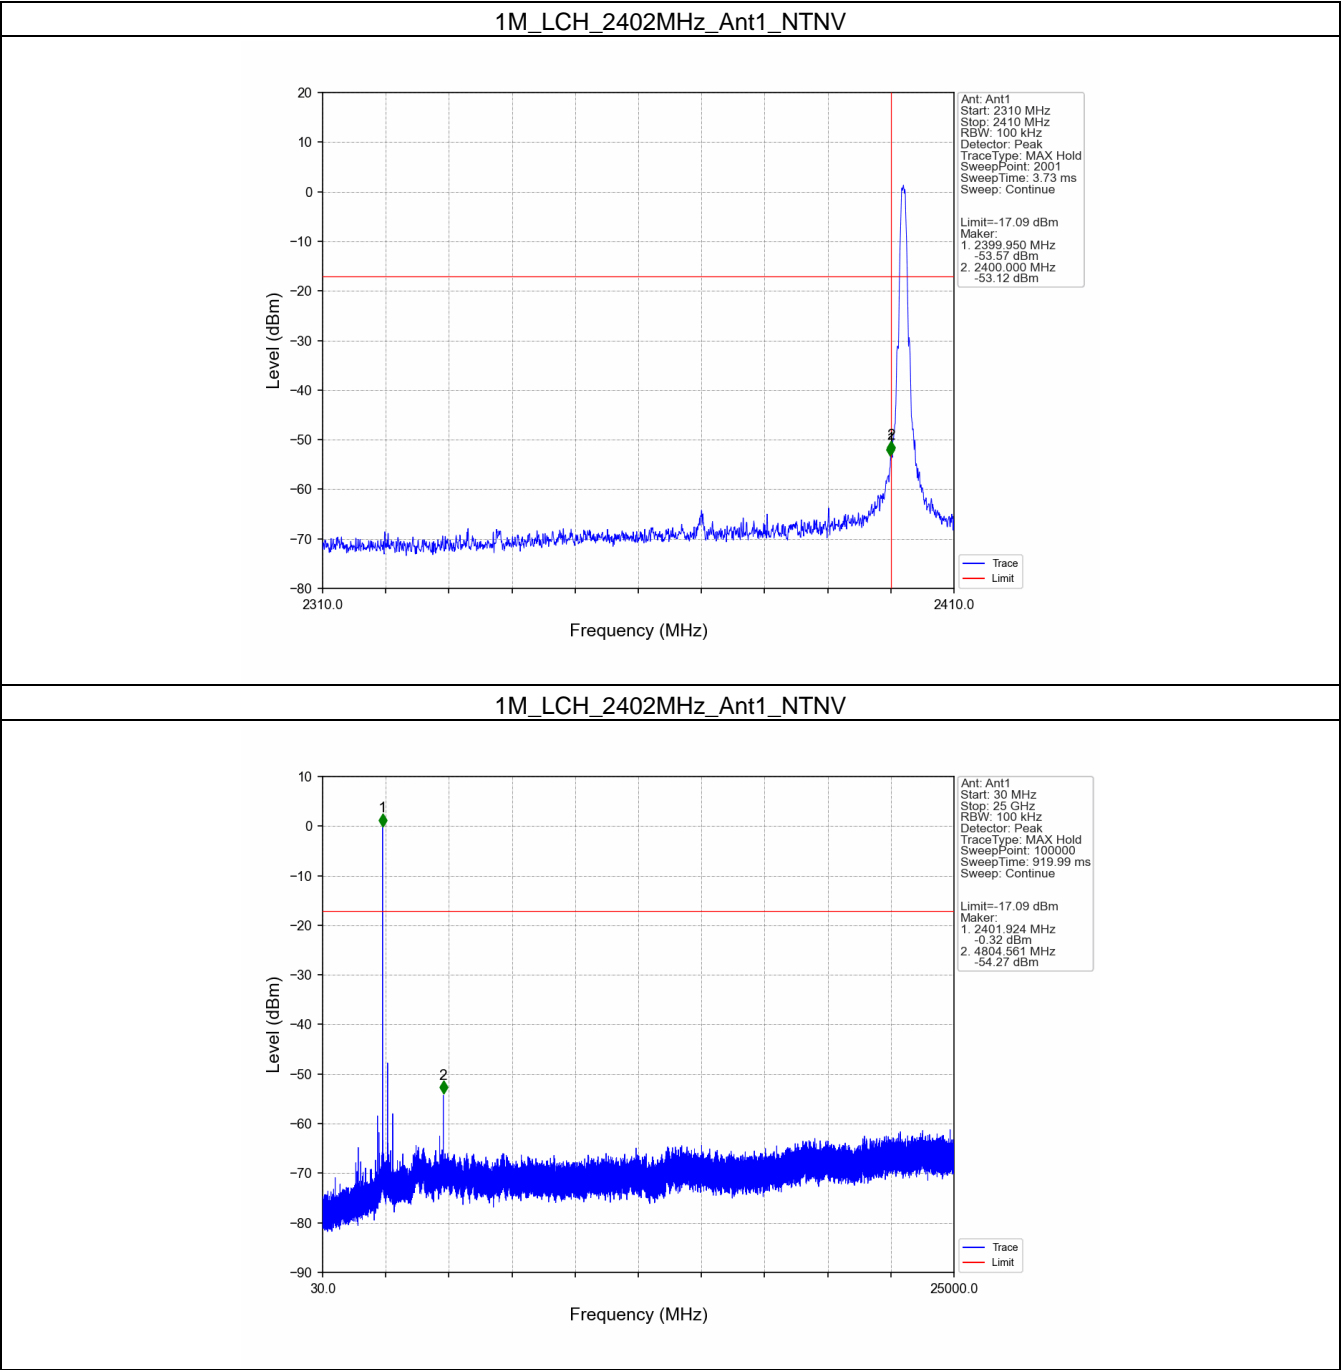 1M_LCH_2402MHz_Ant1_NTNV
20
10
0
−10
−20
−30
−40
−50
−60
−70
−80
Level (dBm)
2
2310.0
2410.0
Frequency (MHz)
Ant: Ant1
Start: 2310 MHz
Stop: 2410 MHz
RBW: 100 kHz
Detector: Peak
TraceType: MAX Hold
SweepPoint: 2001
SweepTime: 3.73 ms
Sweep: Continue
Limit=-17.09 dBm
Maker:
1. 2399.950 MHz
-53.57 dBm
2. 2400.000 MHz
-53.12 dBm
Trace
Limit
1M_LCH_2402MHz_Ant1_NTNV
10
0
−10
−20
−30
−40
−50
−60
−70
−80
−90
Level (dBm)
1
2
30.0
25000.0
Frequency (MHz)
Ant: Ant1
Start: 30 MHz
Stop: 25 GHz
RBW: 100 kHz
Detector: Peak
TraceType: MAX Hold
SweepPoint: 100000
SweepTime: 919.99 ms
Sweep: Continue
Limit=-17.09 dBm
Maker:
1. 2401.924 MHz
-0.32 dBm
2. 4804.561 MHz
-54.27 dBm
Trace
Limit